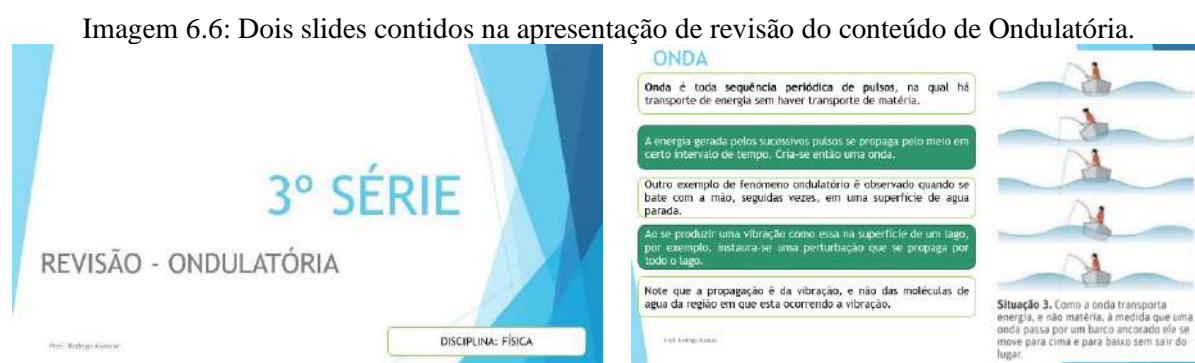 Imagem 6.6: Dois slides contidos na apresentação de revisão do conteúdo de Ondulatória.
3º SÉRIE
REVISÃO - ONDULATÓRIA
Prof. Rodrigo
DISCIPLINA: FÍSICA
ONDA
Onda é toda sequência periódica de pulsos, na qual há
transporte de energia sem haver transporte de matéria.
A energia gerada pelos sucessivos pulsos se propaga pelo meio em
certo intervalo de tempo. Cria-se então uma onda.
Outro exemplo de fenômeno ondulatório é observado quando se
bate com a mão, seguidas vezes, em uma superfície de agua
parada.
Ao se produzir uma vibração como essa na superfície de um lago,
por exemplo, instaura-se uma perturbação que se propaga por
todo o lago.
Note que a propagação é da vibração, e não das moléculas de
agua da região em que esta ocorrendo a vibração.
Prof. Rodrigo
Situação 3. Como a onda transporta
energia, e não matéria, à medida que uma
onda passa por um barco ancorado ele se
move para cima e para baixo sem sair do
lugar.